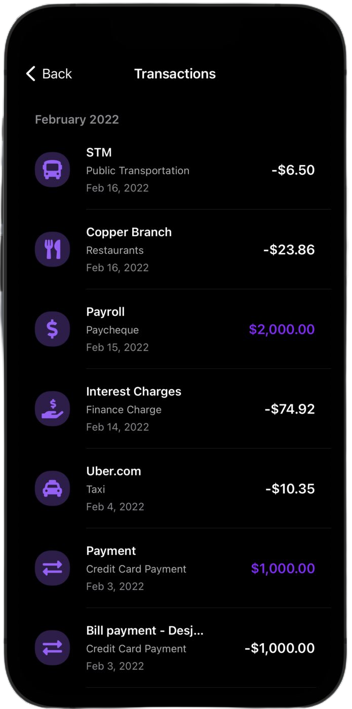 Back
Transactions
February 2022
STM
Public Transportation
-$6.50
Feb 16, 2022
Copper Branch
Restaurants
-$23.86
Feb 16, 2022
Payroll
Paycheque
$2,000.00
Feb 15, 2022
Interest Charges
Finance Charge
-$74.92
Feb 14, 2022
Uber.com
Taxi
-$10.35
Feb 4, 2022
Payment
Credit Card Payment
$1,000.00
Feb 3, 2022
Bill payment - Desj...
Credit Card Payment
-$1,000.00
Feb 3, 2022